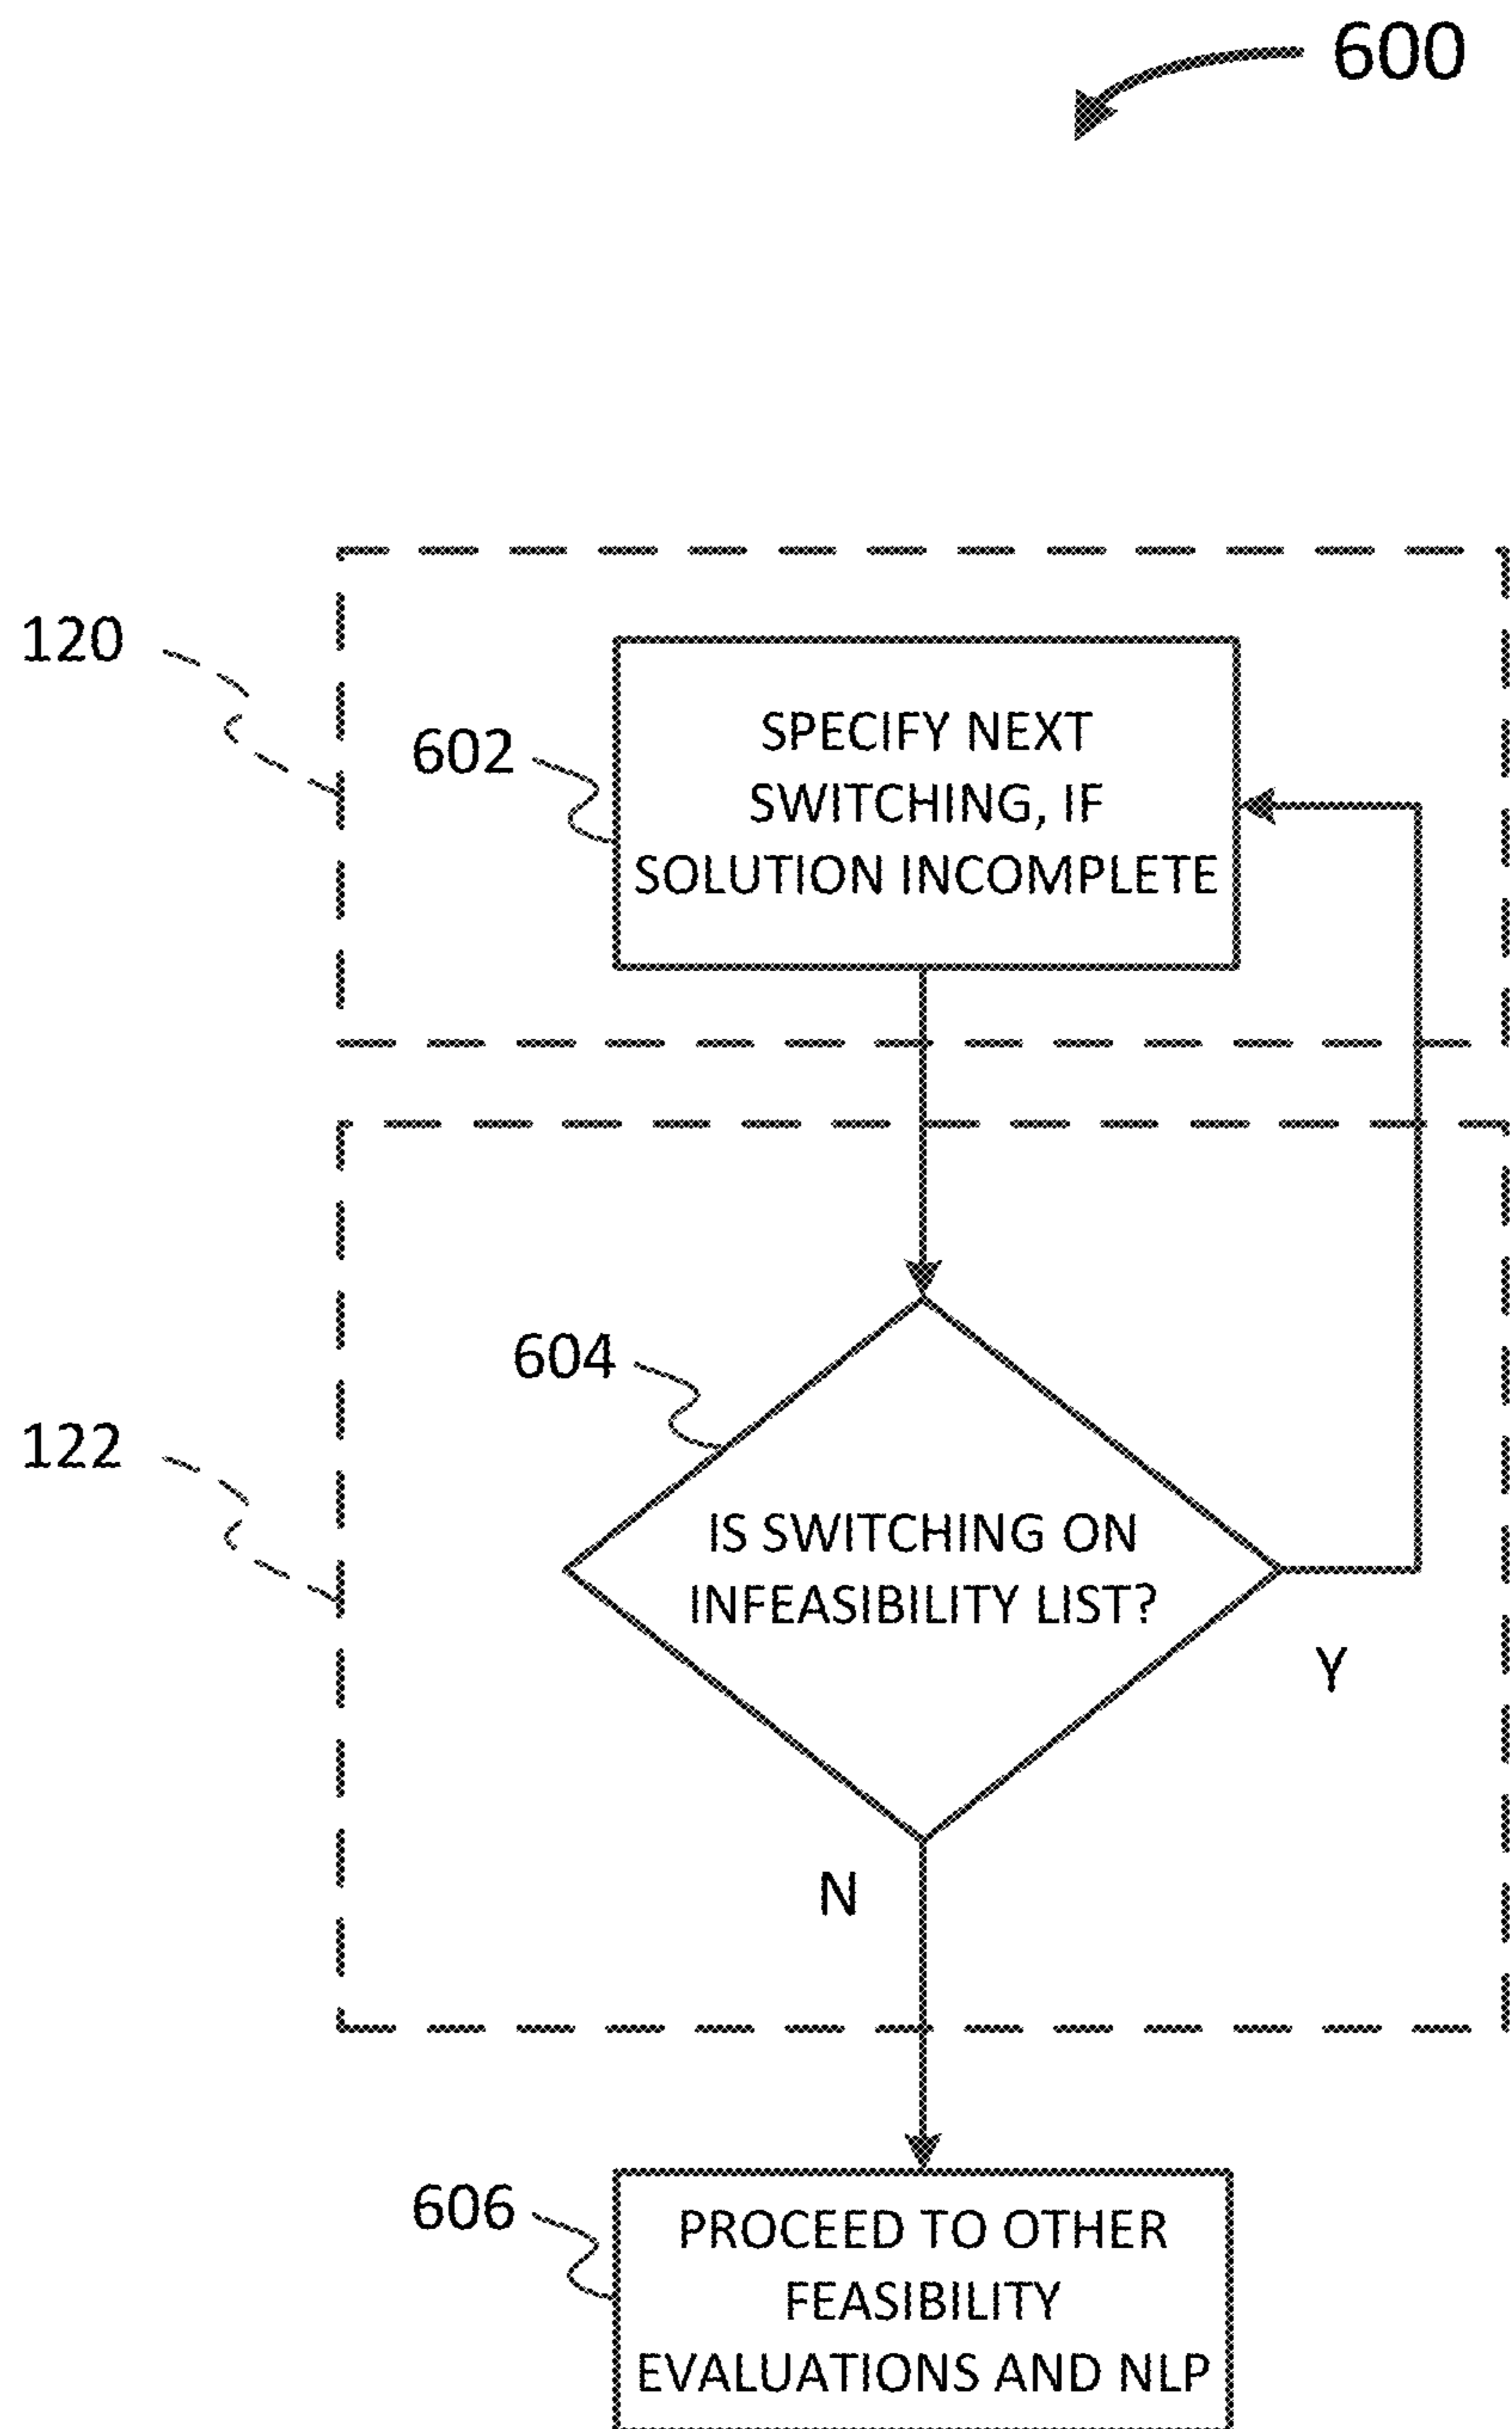 600
120
602
SPECIFY NEXT
SWITCHING, IF
SOLUTION INCOMPLETE
604
122
IS SWITCHING ON
INFEASIBILITY LIST?
Y
N
606
PROCEED TO OTHER
FEASIBILITY
EVALUATIONS AND NLP